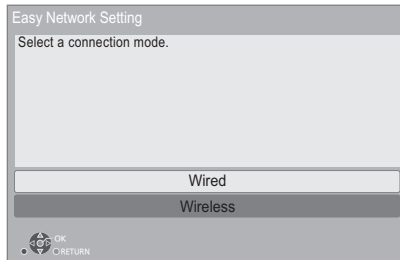 Easy Network Setting
Select a connection mode.
Wired
Wireless
OK
RETURN